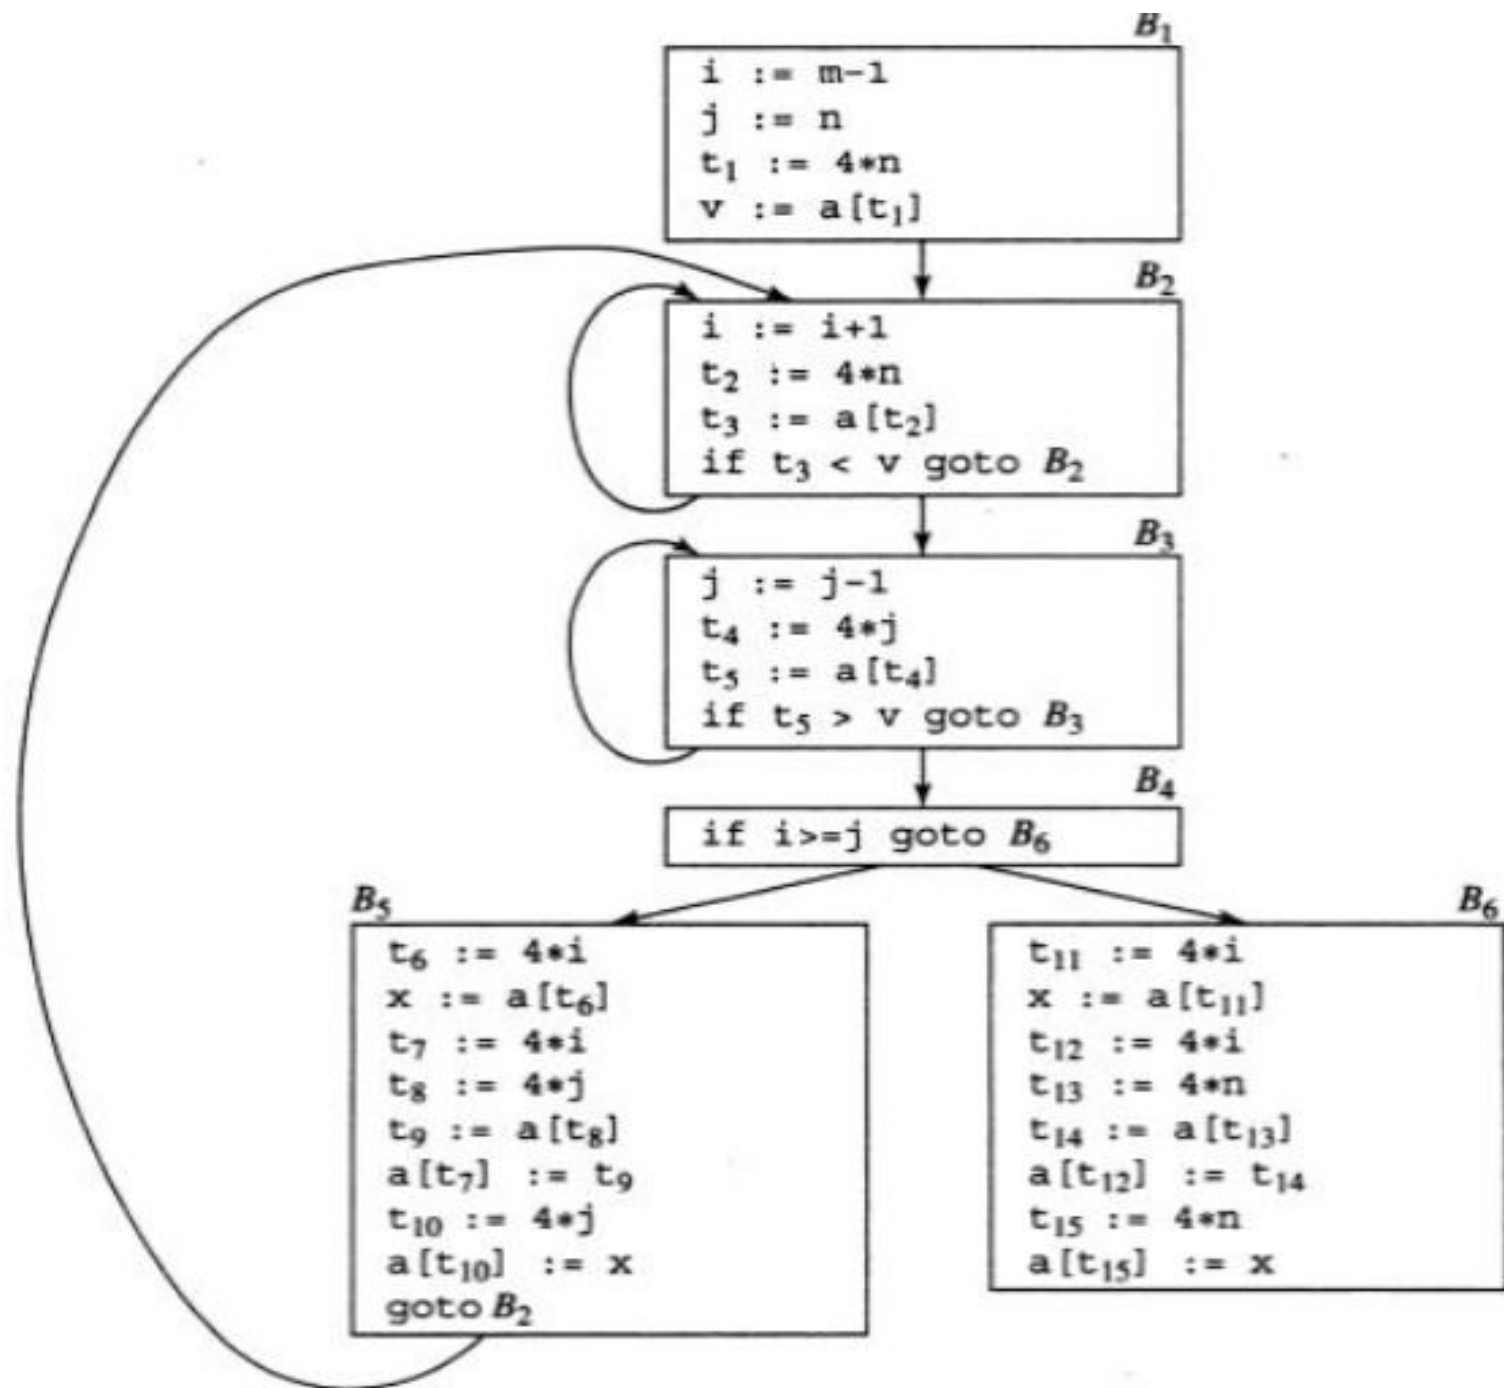 B₁
i := m-1
j := n
t₁ := 4*n
v := a[t₁]
B₂
i := i+1
t₂ := 4*n
t₃ := a[t₂]
if t₃ < v goto B₂
B₃
j := j-1
t₄ := 4*j
t₅ := a[t₄]
if t₅ > v goto B₃
B₄
if i>=j goto B₆
B₅
t₆ := 4*i
x := a[t₆]
t₇ := 4*i
t₈ := 4*j
t₉ := a[t₈]
a[t₇] := t₉
t₁₀ := 4*j
a[t₁₀] := x
goto B₂
B₆
t₁₁ := 4*i
x := a[t₁₁]
t₁₂ := 4*i
t₁₃ := 4*n
t₁₄ := a[t₁₃]
a[t₁₂] := t₁₄
t₁₅ := 4*n
a[t₁₅] := x